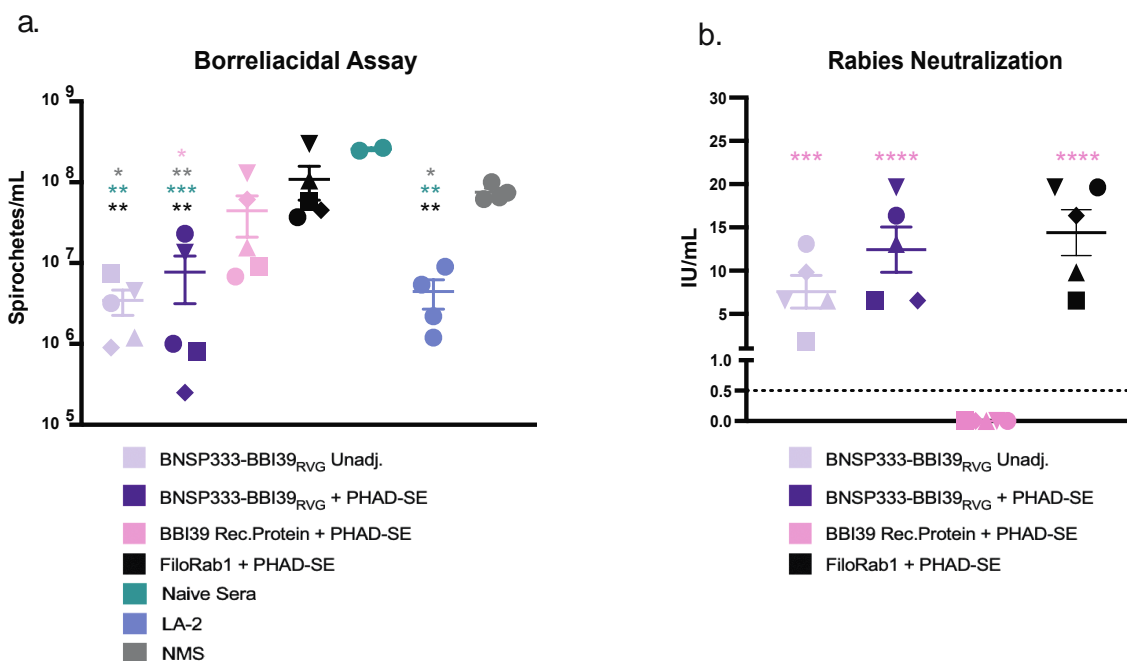 a.
Borreliacidal Assay
Spirochetes/mL
10 9
10 8
10 7
10 6
10 5
*
**
**
*
**
***
**
*
**
**
BNSP333-BBI39RVG Unadj.
BNSP333-BBI39RVG + PHAD-SE
BBI39 Rec.Protein + PHAD-SE
FiloRab1 + PHAD-SE
Naive Sera
LA-2
NMS
b.
Rabies Neutralization
IU/mL
30
25
20
15
10
5
1.0
0.5
0.0
***
****
****
BNSP333-BBI39RVG Unadj.
BNSP333-BBI39RVG + PHAD-SE
BBI39 Rec.Protein + PHAD-SE
FiloRab1 + PHAD-SE